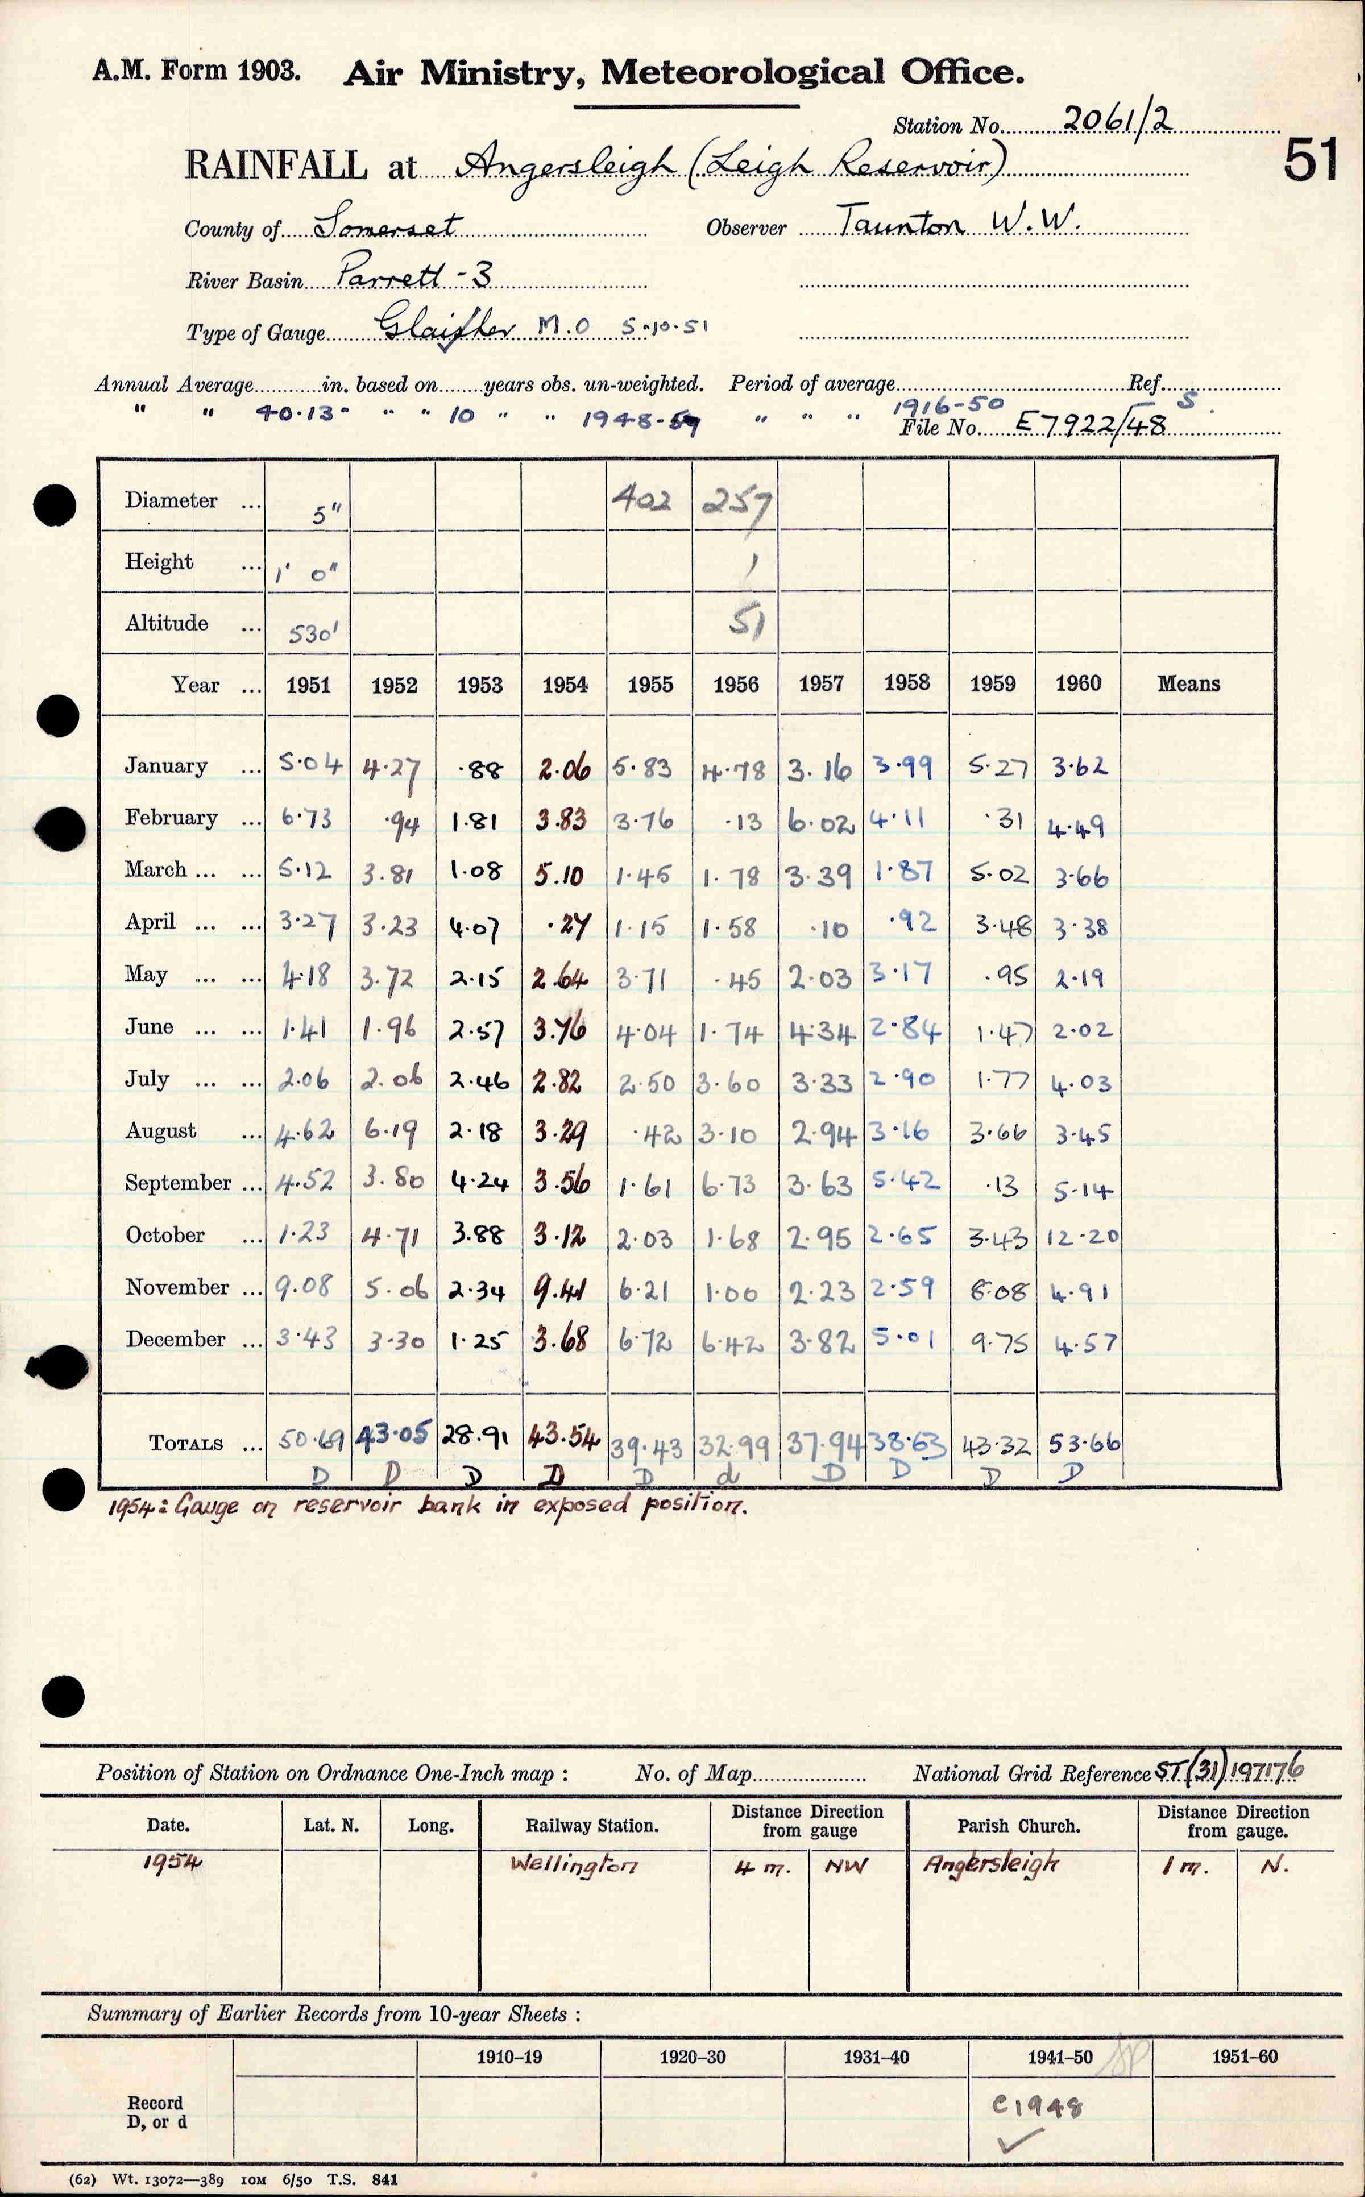 A.M. Form 1903. Air Ministry, Meteorological Office.
Station No. 2061/2
51
RAINFALL at Angersleigh (Leigh Reservoir)
County of Somerset Observer Taunton W.W.
River Basin Parrett - 3
Type of Gauge Glaisher M.O 5.10.51
Annual Average in. based on years obs. un-weighted. Period of average Ref. S.
" " 40.13 " " 10 " " 1948-59 " " " 1916-50
File No. E7922/48
Diameter ... 5" 402 257
Height ... 1' 0" 1
Altitude ... 530' 51
Year ... 1951 1952 1953 1954 1955 1956 1957 1958 1959 1960 Means
January ... 5.04 4.27 .88 2.06 5.83 4.78 3.16 3.99 5.27 3.62
February ... 6.73 .94 1.81 3.83 3.76 .13 6.02 4.11 .31 4.49
March ... ... 5.12 3.81 1.08 5.10 1.45 1.78 3.39 1.87 5.02 3.66
April ... ... 3.27 3.23 4.07 .27 1.15 1.58 .10 .92 3.48 3.38
May ... ... 4.18 3.72 2.15 2.64 3.71 .45 2.03 3.17 .95 2.19
June ... ... 1.41 1.96 2.57 3.76 4.04 1.74 4.34 2.84 1.47 2.02
July ... ... 2.06 2.06 2.46 2.82 2.50 3.60 3.33 2.90 1.77 4.03
August ... 4.62 6.19 2.18 3.29 .42 3.10 2.94 3.16 3.66 3.45
September ... 4.52 3.80 4.24 3.56 1.61 6.73 3.63 5.42 .13 5.14
October ... 1.23 4.71 3.88 3.12 2.03 1.68 2.95 2.65 3.43 12.20
November ... 9.08 5.06 2.34 9.41 6.21 1.00 2.23 2.59 8.08 4.91
December ... 3.43 3.30 1.25 3.68 6.72 6.42 3.82 5.01 9.75 4.57
TOTALS ... 50.69 43.05 28.91 43.54 39.43 32.99 37.94 38.63 43.32 53.66
D D D D D d D D D D
1954: Gauge on reservoir bank in exposed position.
Position of Station on Ordnance One-Inch map : No. of Map National Grid Reference ST(31)197176
Date. Lat. N. Long. Railway Station. Distance Direction from gauge Parish Church. Distance Direction from gauge.
1954 Wellington 4 m. NW Angersleigh 1 m. N.
Summary of Earlier Records from 10-year Sheets :
1910-19 1920-30 1931-40 1941-50 1951-60
Record
D, or d
C1948
(62) Wt. 13072—389 10M 6/50 T.S. 841